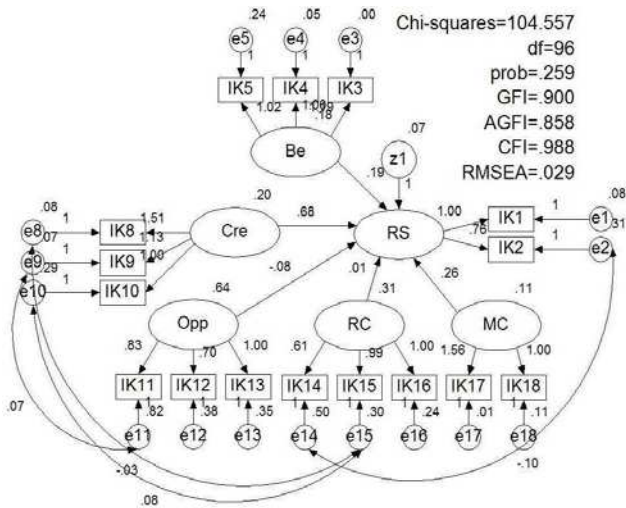 .24
.05
.00
Chi-squares=104.557
e5
e4
e3
df=96
1
1
1
prob=.259
IK5
IK4
IK3
GFI=.900
1.02
.18
.07
AGFI=.858
Be
z1
CFI=.988
.19
1
RMSEA=.029
.20
.08
.08
1
1.51
.68
1.00
IK1
1
e1
e8
IK8
Cre
RS
.31
.07
1
1.13
.76
IK2
1
e2
e9
IK9
1.00
-.08
.01
.26
.29
1
IK10
e10
.64
.31
.11
Opp
RC
MC
.83
.70
1.00
.61
.99
1.00
1.56
1.00
IK11
IK12
IK13
IK14
IK15
IK16
IK17
IK18
1
1
1
1
1
1
1
1
.07
.82
.38
.35
.50
.30
.24
.01
.11
e11
e12
e13
e14
e15
e16
e17
e18
-.03
-.10
.08